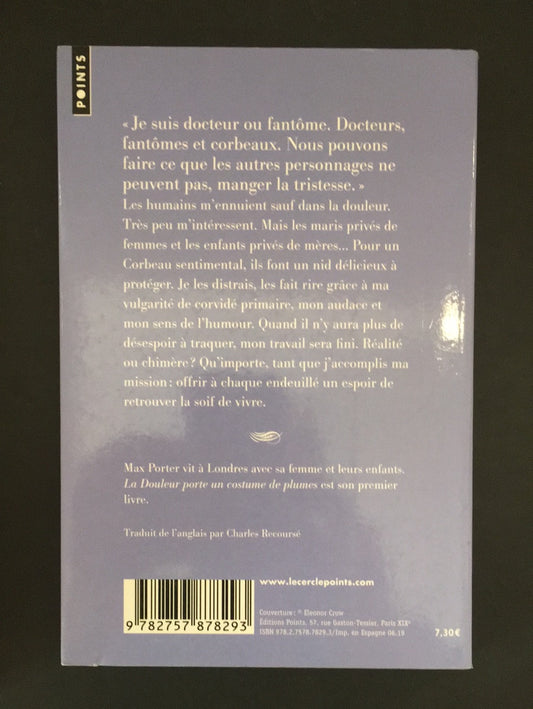 POINTS
« Je suis docteur ou fantôme. Docteurs,
fantômes et corbeaux. Nous pouvons
faire ce que les autres personnages ne
peuvent pas, manger la tristesse. »
Les humains m'ennuient sauf dans la douleur.
Très peu m'intéressent. Mais les maris privés de
femmes et les enfants privés de mères... Pour un
Corbeau sentimental, ils font un nid délicieux à
protéger. Je les distrais, les fait rire grâce à ma
vulgarité de corvidé primaire, mon audace et
mon sens de l'humour. Quand il n'y aura plus de
désespoir à traquer, mon travail sera fini. Réalité
ou chimère ? Qu'importe, tant que j'accomplis ma
mission : offrir à chaque endeuillé un espoir de
retrouver la soif de vivre.
Max Porter vit à Londres avec sa femme et leurs enfants.
La Douleur porte un costume de plumes est son premier
livre.
Traduit de l'anglais par Charles Recoursé
www.lecerclepoints.com
Couverture : © Eleanor Crow
Éditions Points, 57, rue Gaston-Tessier, Paris XIXe
ISBN 978.2.7578.7829.3/Imp. en Espagne 06.19
7,30 €
9 782757 878293